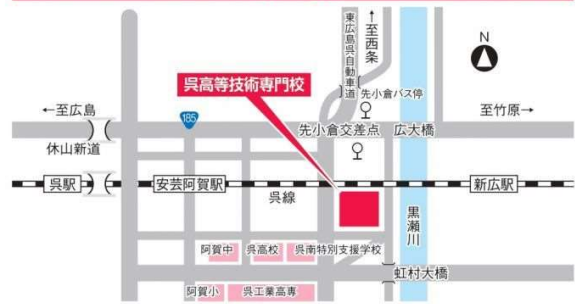 東広島呉自動車道
↑至西条
N
呉高等技術専門校
先小倉バス停
←至広島
185
至竹原→
先小倉交差点
広大橋
休山新道
呉駅
安芸阿賀駅
呉線
新広駅
黒瀬川
阿賀中
呉高校
呉南特別支援学校
虹村大橋
阿賀小
呉工業高専